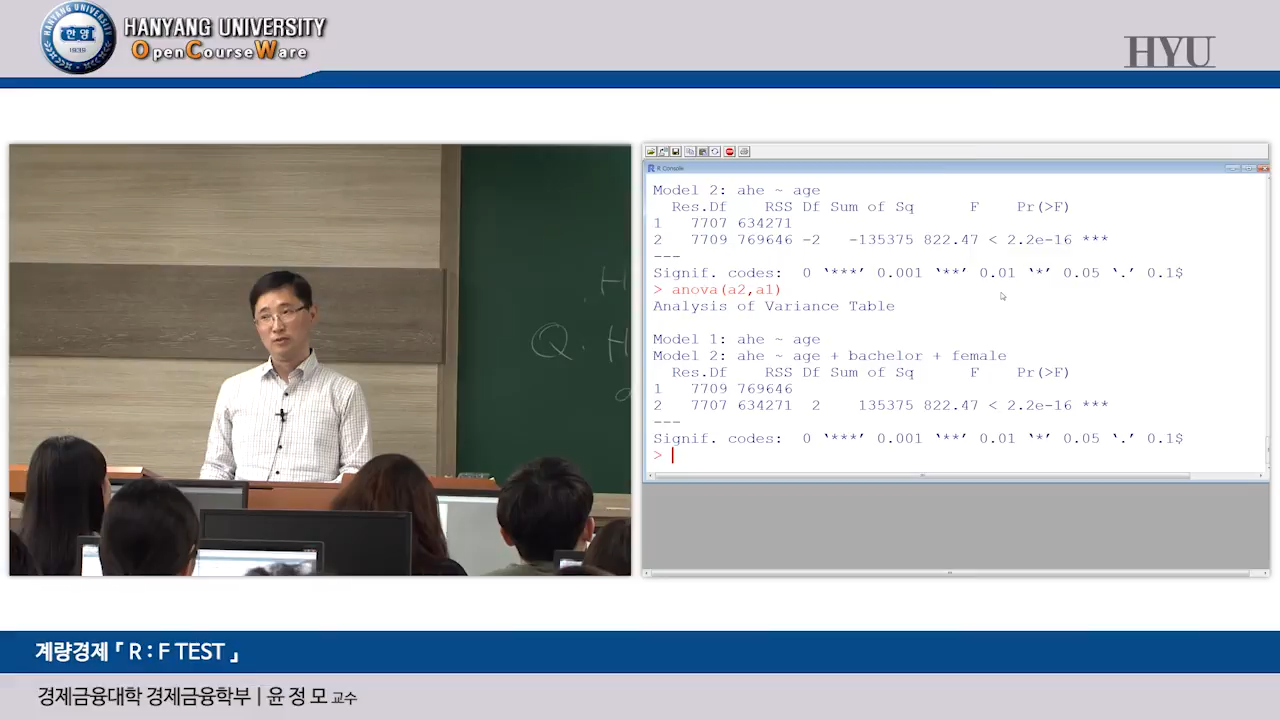 HANYANG UNIVERSITY
OpenCourseWare
한양
1939
HYU
R Console
Model 2: ahe ~ age
Res.Df RSS Df Sum of Sq F Pr(>F)
1 7707 634271
2 7709 769646 -2 -135375 822.47 < 2.2e-16 ***
---
Signif. codes: 0 ‘***’ 0.001 ‘**’ 0.01 ‘*’ 0.05 ‘.’ 0.1$
> anova(a2,a1)
Analysis of Variance Table
Model 1: ahe ~ age
Model 2: ahe ~ age + bachelor + female
Res.Df RSS Df Sum of Sq F Pr(>F)
1 7709 769646
2 7707 634271 2 135375 822.47 < 2.2e-16 ***
---
Signif. codes: 0 ‘***’ 0.001 ‘**’ 0.01 ‘*’ 0.05 ‘.’ 0.1$
>
H
Q. H
계량경제「 R : F TEST 」
경제금융대학 경제금융학부 | 윤 정 모 교수